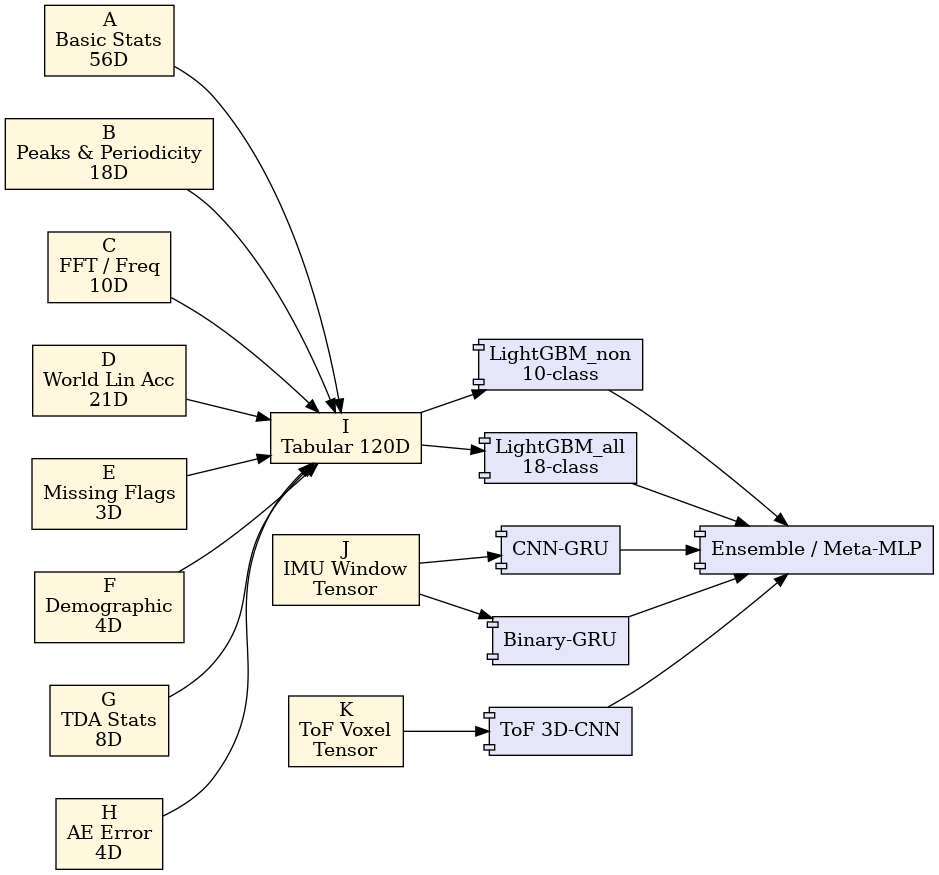 A
Basic Stats
56D
B
Peaks & Periodicity
18D
C
FFT / Freq
10D
D
World Lin Acc
21D
E
Missing Flags
3D
F
Demographic
4D
G
TDA Stats
8D
H
AE Error
4D
I
Tabular 120D
J
IMU Window
Tensor
K
ToF Voxel
Tensor
LightGBM_non
10-class
LightGBM_all
18-class
CNN-GRU
Binary-GRU
ToF 3D-CNN
Ensemble / Meta-MLP